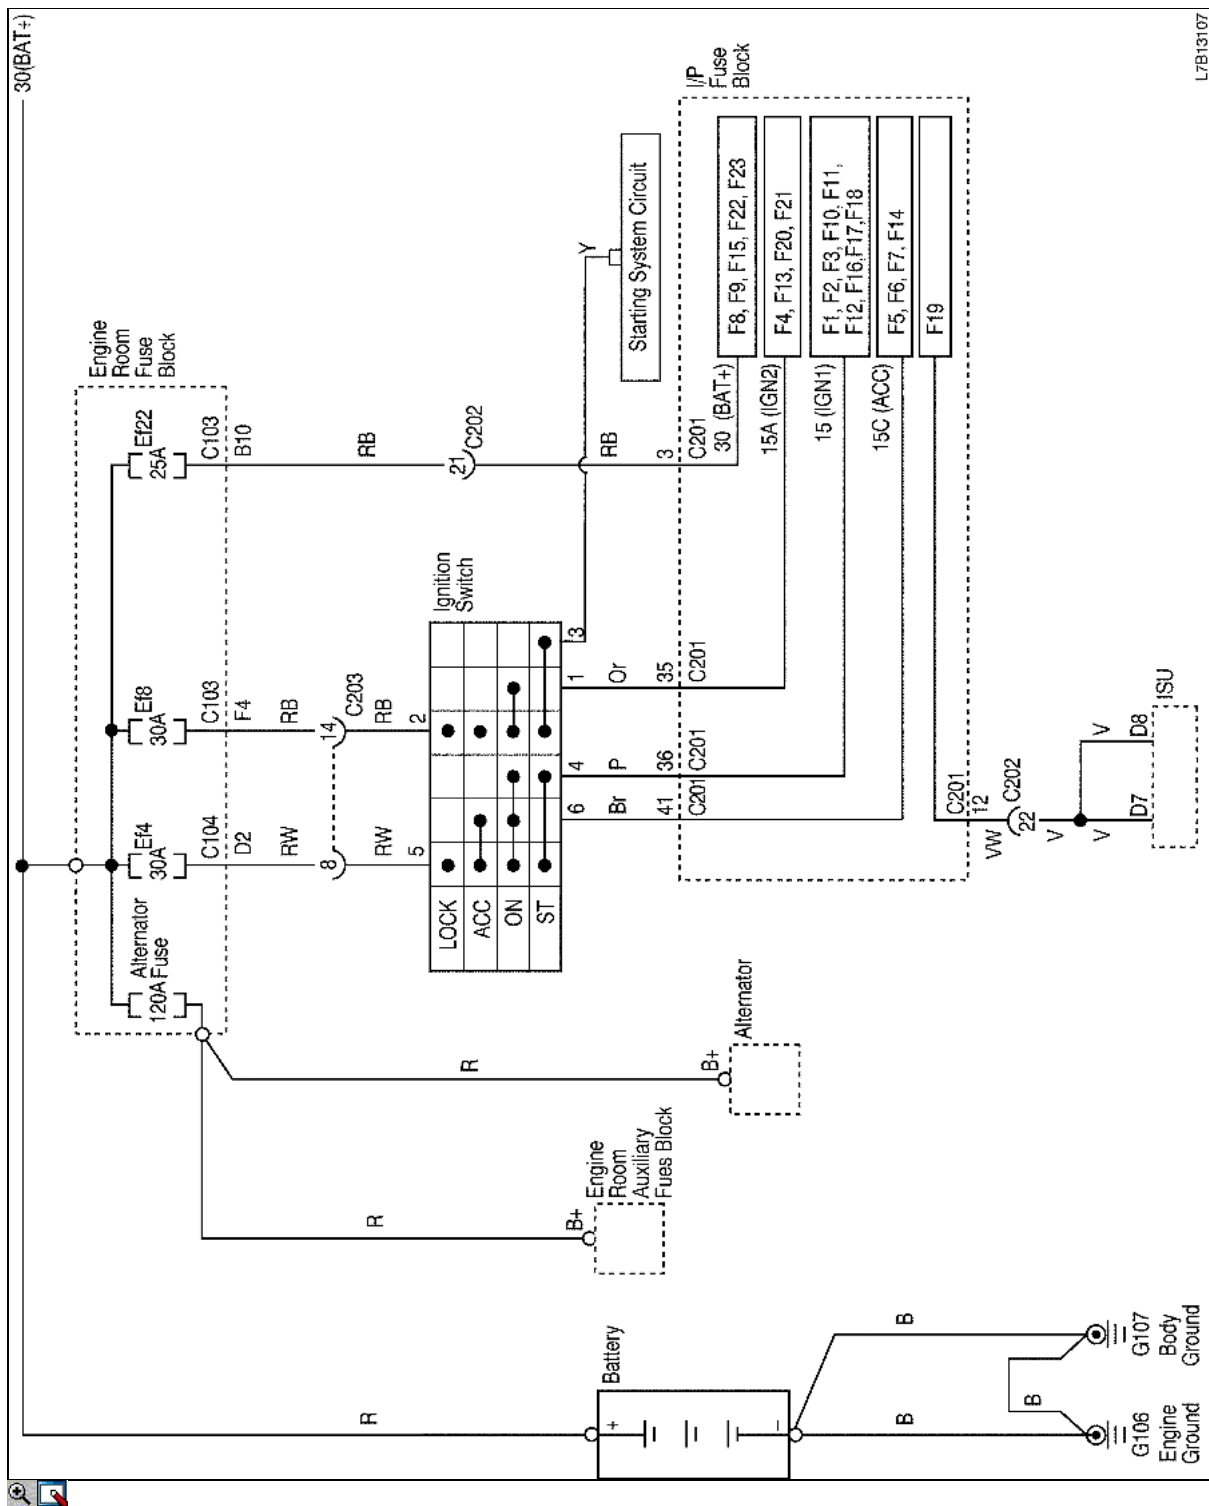 30(BAT+)
Engine
Room
Fuse
Block
Alternator
Fuse
120A
Ef4
30A
Ef8
30A
Ef22
25A
C104
D2
C103
F4
C103
B10
RW
RB
RB
8
14
C203
21
C202
RW
RB
RB
5
2
Ignition
Switch
LOCK
ACC
ON
ST
6
4
1
3
Br
P
Or
Y
Starting System Circuit
41
36
35
3
C201
C201
C201
C201
I/P
Fuse
Block
30 (BAT+)
15A (IGN2)
15 (IGN1)
15C (ACC)
F8, F9, F15, F22, F23
F4, F13, F20, F21
F1, F2, F3, F10, F11,
F12, F16,F17,F18
F5, F6, F7, F14
F19
C201
12
VW
22
C202
V
V
V
D7
D8
ISU
R
B+
Alternator
R
B+
Engine
Room
Auxiliary
Fues Block
R
Battery
+
-
B
B
B
G106
Engine
Ground
G107
Body
Ground
L7B13107